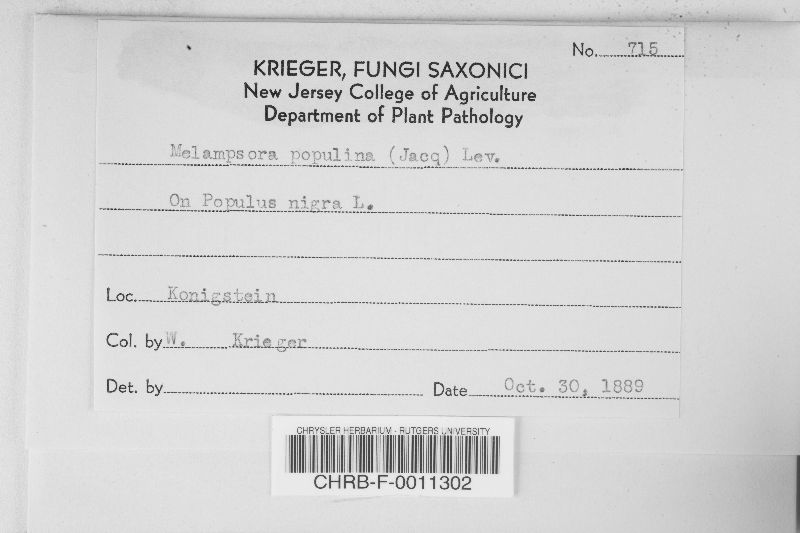 No. 715
KRIEGER, FUNGI SAXONICI
New Jersey College of Agriculture
Department of Plant Pathology
Melampsora populina (Jacq) Lev.
On Populus nigra L.
Loc. Konigstein
Col. by W. Krieger
Det. by
Date Oct. 30, 1889
CHRYSLER HERBARIUM - RUTGERS UNIVERSITY
CHRB-F-0011302